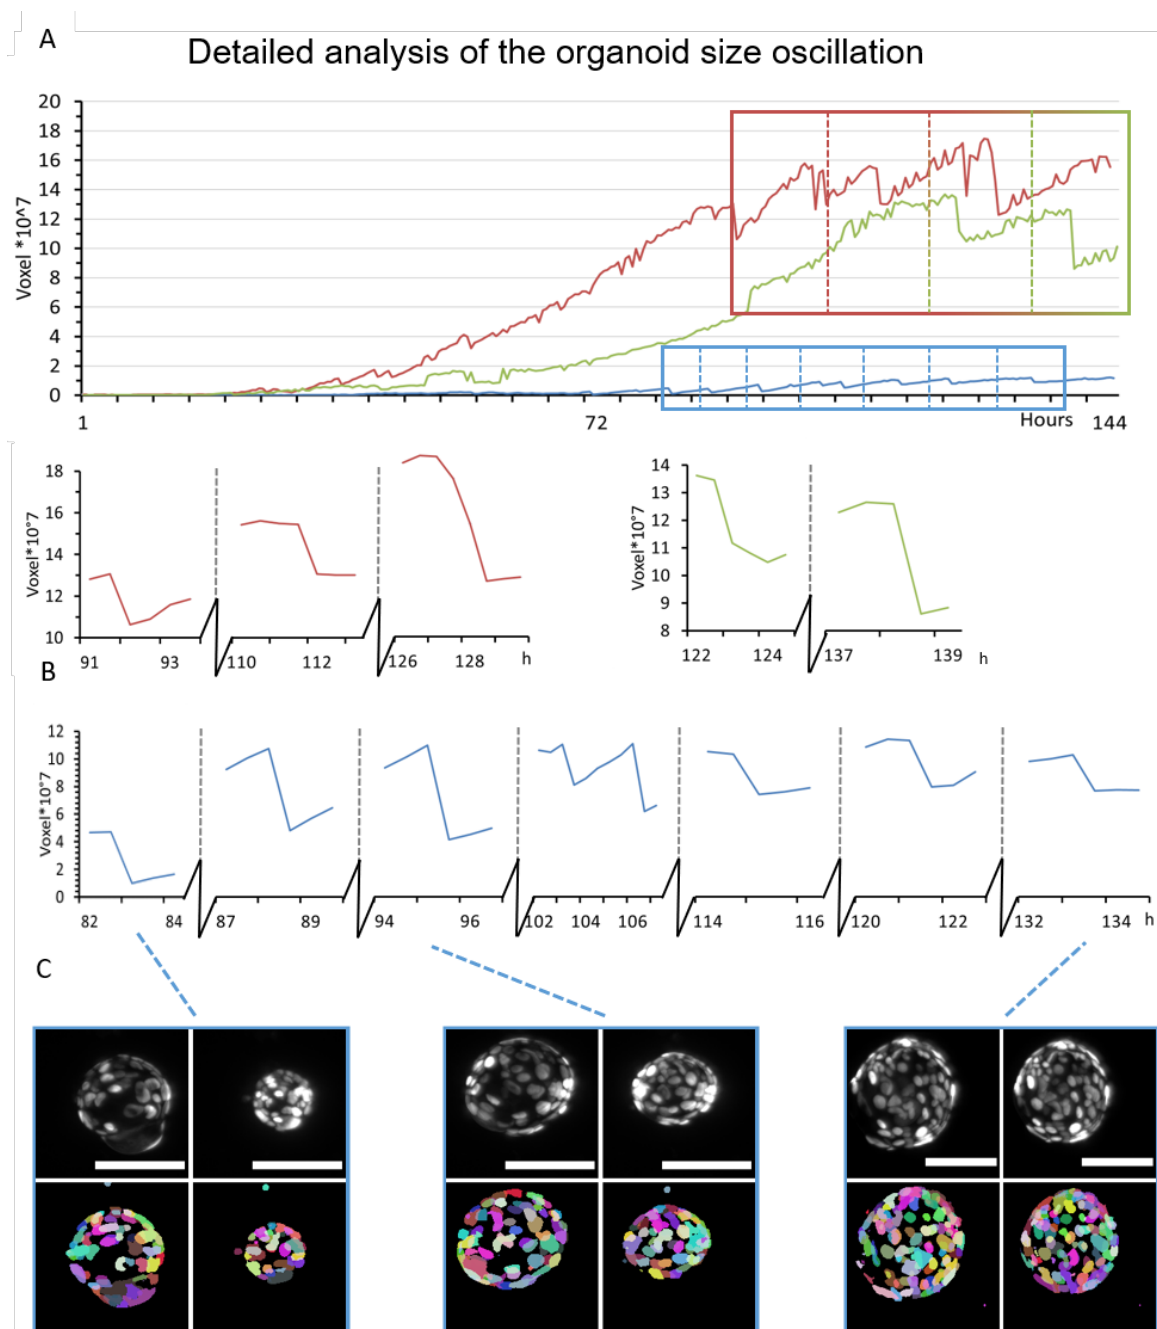 A
Detailed analysis of the organoid size oscillation
20
18
16
14
12
10
8
6
4
2
0
Voxel *10^7
1 72 Hours 144
18
16
14
12
10
Voxel*10°7
91 93 110 112 126 128 h
14
13
12
11
10
9
8
Voxel*10°7
122 124 137 139 h
B
12
10
8
6
4
2
0
Voxel*10°7
82 84 87 89 94 96 102 104 106 114 116 120 122 132 134 h
C